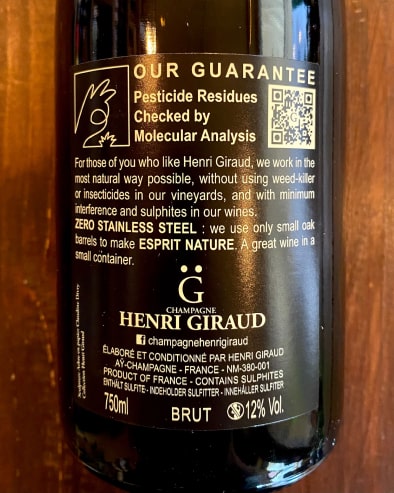 OUR GUARANTEE
Pesticide Residues
Checked by
Molecular Analysis
For those of you who like Henri Giraud, we work in the
most natural way possible, without using weed-killer
or insecticides in our vineyards, and with minimum
interference and sulphites in our wines.
ZERO STAINLESS STEEL : we use only small oak
barrels to make ESPRIT NATURE. A great wine in a
small container.
G̈
CHAMPAGNE
HENRI GIRAUD
champagnehenrigiraud
ÉLABORÉ ET CONDITIONNÉ PAR HENRI GIRAUD
AŸ-CHAMPAGNE - FRANCE - NM-380-001
PRODUCT OF FRANCE - CONTAINS SULPHITES
ENTHÄLT SULFITE - INDEHOLDER SULFITTER - INNEHÅLLER SULFITER
750ml
BRUT
12% Vol.
Collection Henri Giraud